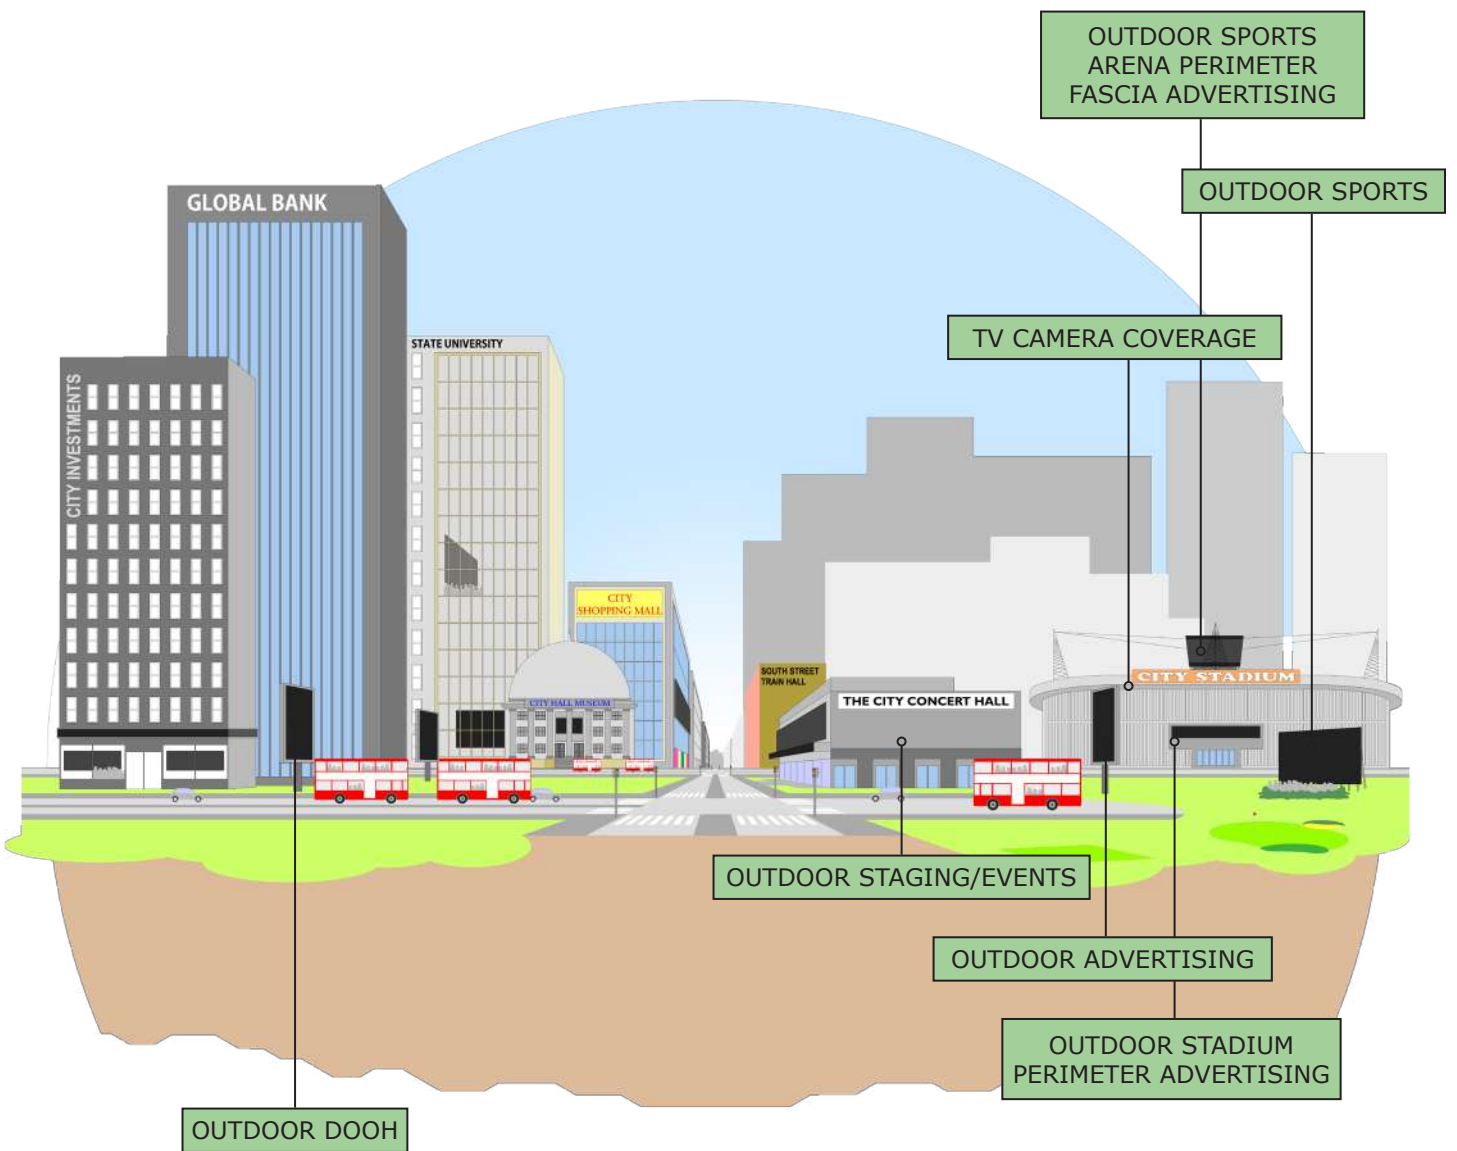 OUTDOOR SPORTS
ARENA PERIMETER
FASCIA ADVERTISING
OUTDOOR SPORTS
GLOBAL BANK
TV CAMERA COVERAGE
STATE UNIVERSITY
CITY INVESTMENTS
CITY
SHOPPING MALL
SOUTH STREET
TRAIN HALL
CITY STADIUM
CITY HALL MUSEUM
THE CITY CONCERT HALL
OUTDOOR STAGING/EVENTS
OUTDOOR ADVERTISING
OUTDOOR STADIUM
PERIMETER ADVERTISING
OUTDOOR DOOH